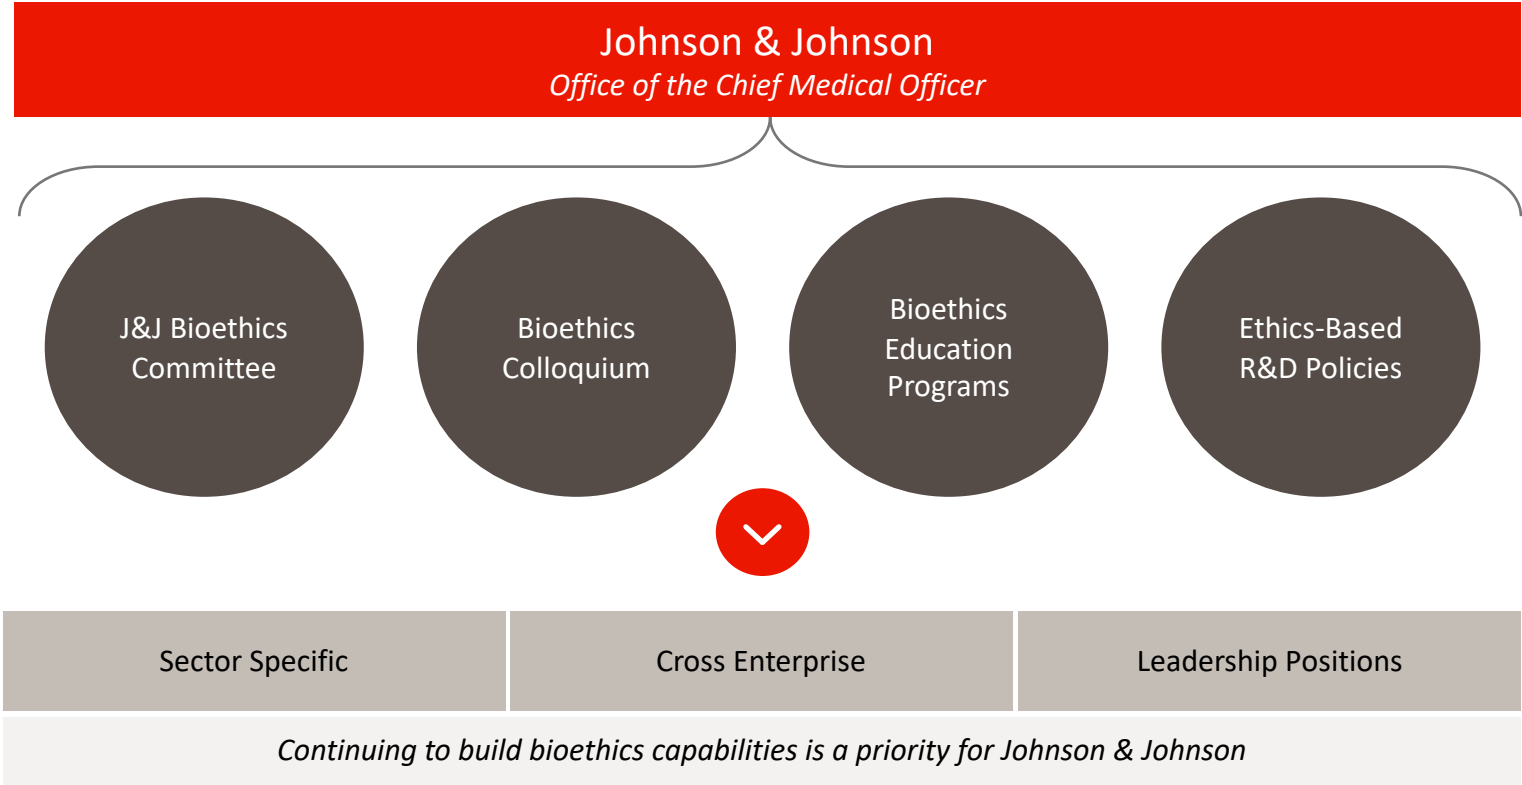 Johnson & Johnson
Office of the Chief Medical Officer
J&J Bioethics
Committee
Bioethics
Colloquium
Bioethics
Education
Programs
Ethics-Based
R&D Policies
Sector Specific
Cross Enterprise
Leadership Positions
Continuing to build bioethics capabilities is a priority for Johnson & Johnson